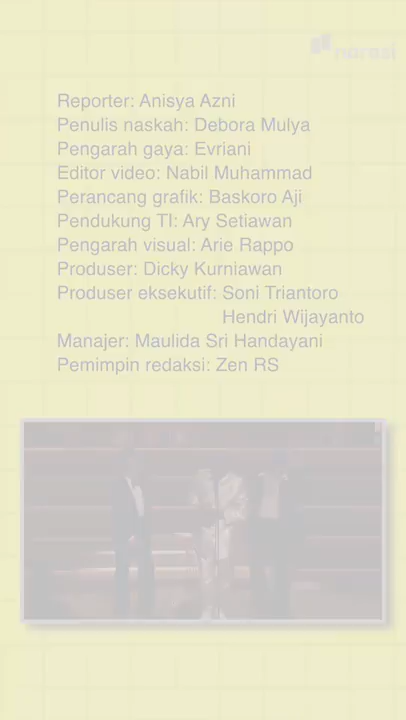 narasi
Reporter: Anisya Azni
Penulis naskah: Debora Mulya
Pengarah gaya: Evriani
Editor video: Nabil Muhammad
Perancang grafik: Baskoro Aji
Pendukung TI: Ary Setiawan
Pengarah visual: Arie Rappo
Produser: Dicky Kurniawan
Produser eksekutif: Soni Triantoro
Hendri Wijayanto
Manajer: Maulida Sri Handayani
Pemimpin redaksi: Zen RS